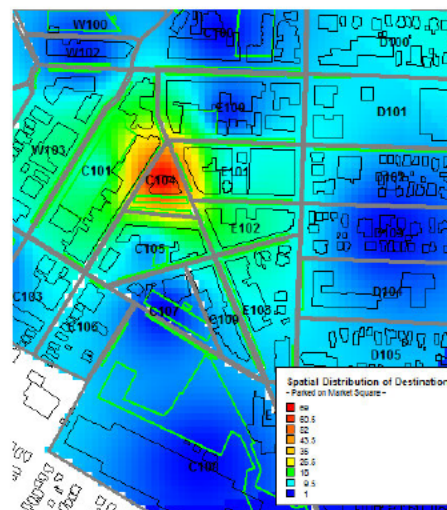 W100
C100
D100
W102
E100
D101
W103
C101
C104
E101
D102
E102
D103
C105
C103
E106
C107
C109
E103
D104
D105
Spatial Distribution of Destination
- Parked on Market Square -
69
60.5
52
43.5
35
26.5
18
9.5
1